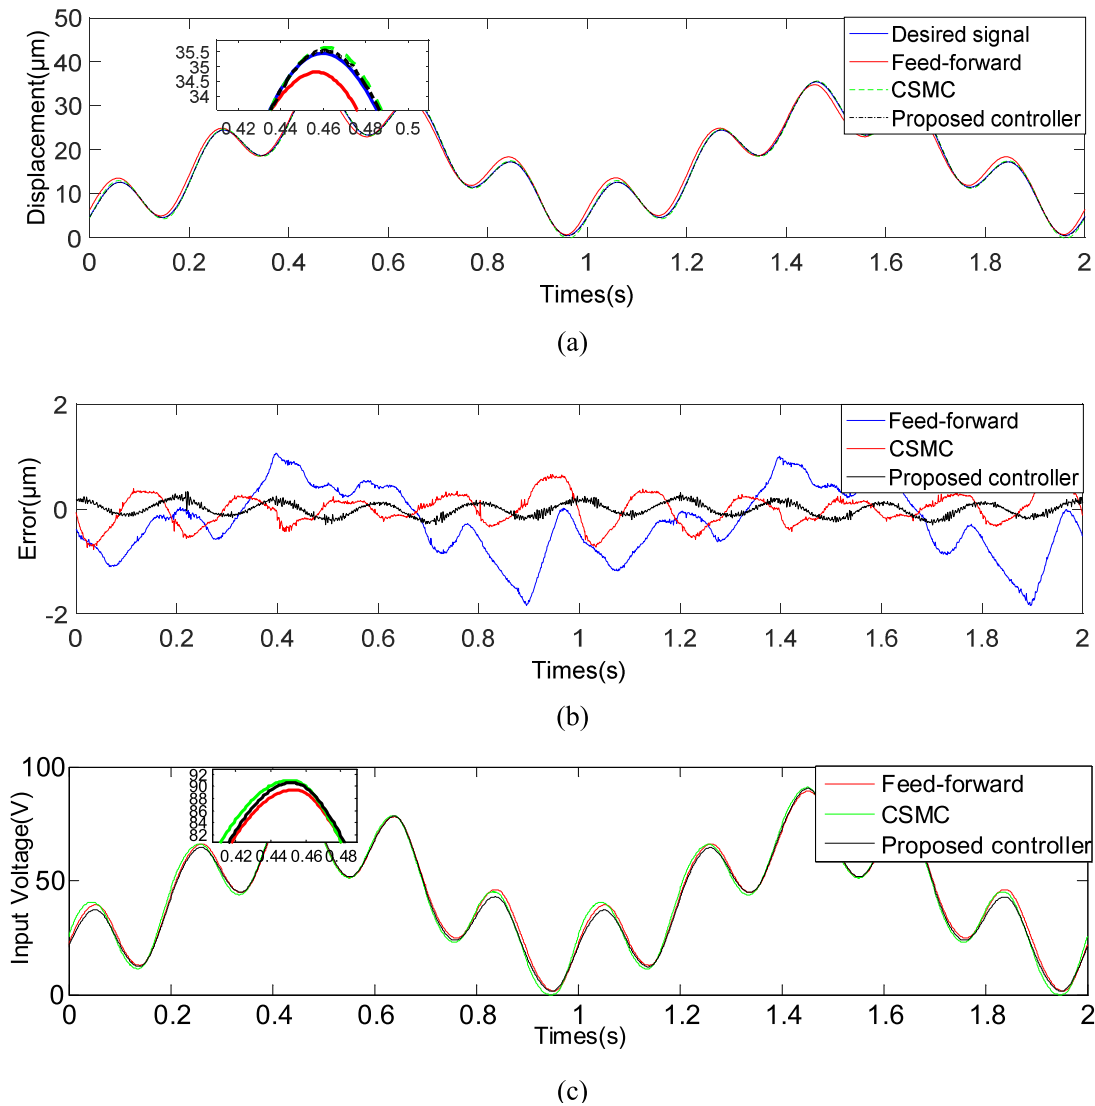 50
40
30
20
10
0
Displacement(μm)
35.5
35
34.5
34
0.42 0.44 0.46 0.48 0.5
Desired signal
Feed-forward
CSMC
Proposed controller
0 0.2 0.4 0.6 0.8 1 1.2 1.4 1.6 1.8 2
Times(s)
(a)
2
0
-2
Error(μm)
Feed-forward
CSMC
Proposed controller
0 0.2 0.4 0.6 0.8 1 1.2 1.4 1.6 1.8 2
Times(s)
(b)
100
50
0
Input Voltage(V)
92
90
88
86
84
82
0.42 0.44 0.46 0.48
Feed-forward
CSMC
Proposed controller
0 0.2 0.4 0.6 0.8 1 1.2 1.4 1.6 1.8 2
Times(s)
(c)